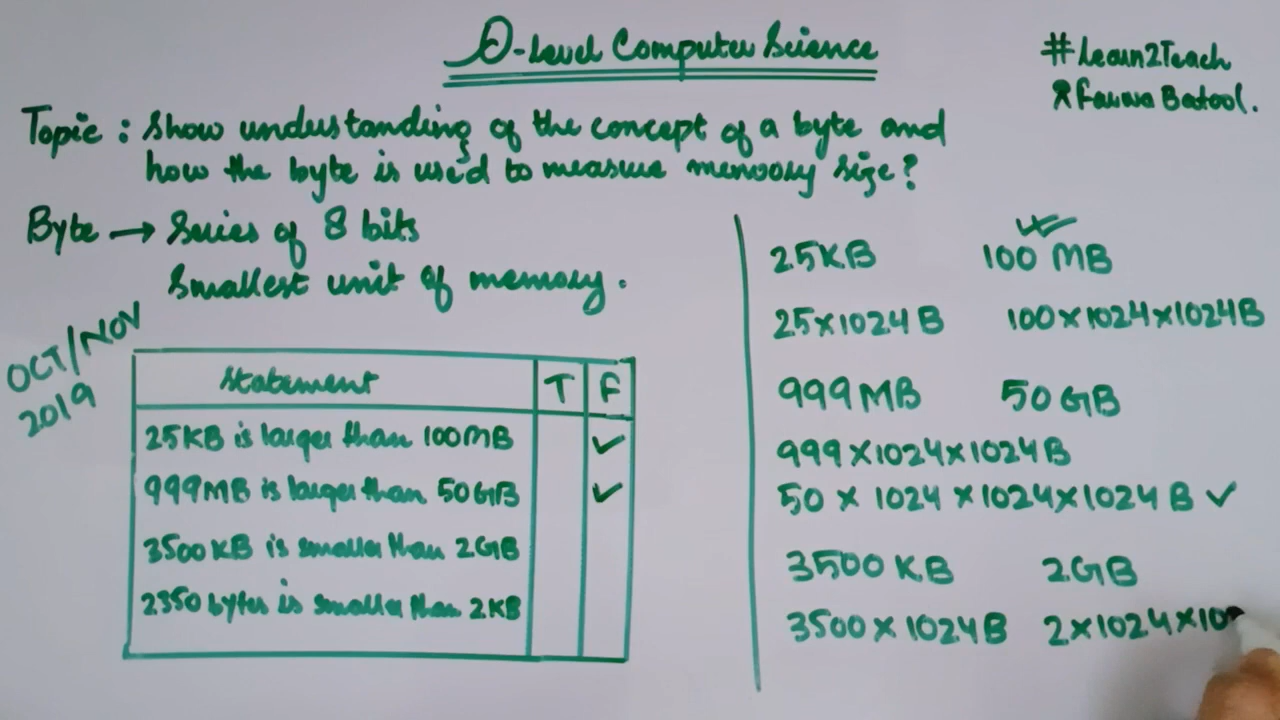 O-Level Computer Science
#Learn2Teach
Topic: Show understanding of the concept of a byte and
how the byte is used to measure memory size?
Byte → Series of 8 bits
Smallest unit of memory.
OCT/NOV
2019
Statement T F
25KB is larger than 100MB ✓
999MB is larger than 50GB ✓
3500KB is smaller than 2GB
2350 bytes is smaller than 2KB
25KB 100 MB
25×1024 B 100×1024×1024B
999 MB 50 GB
999×1024×1024 B
50 × 1024 ×1024×1024 B ✓
3500 KB 2GB
3500×1024B 2×1024×10